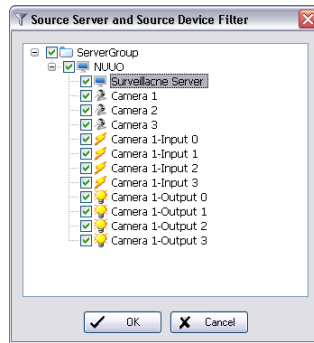 Source Server and Source Device Filter
ServerGroup
NUUO
Surveillacne Server
Camera 1
Camera 2
Camera 3
Camera 1-Input 0
Camera 1-Input 1
Camera 1-Input 2
Camera 1-Input 3
Camera 1-Output 0
Camera 1-Output 1
Camera 1-Output 2
Camera 1-Output 3
OK Cancel